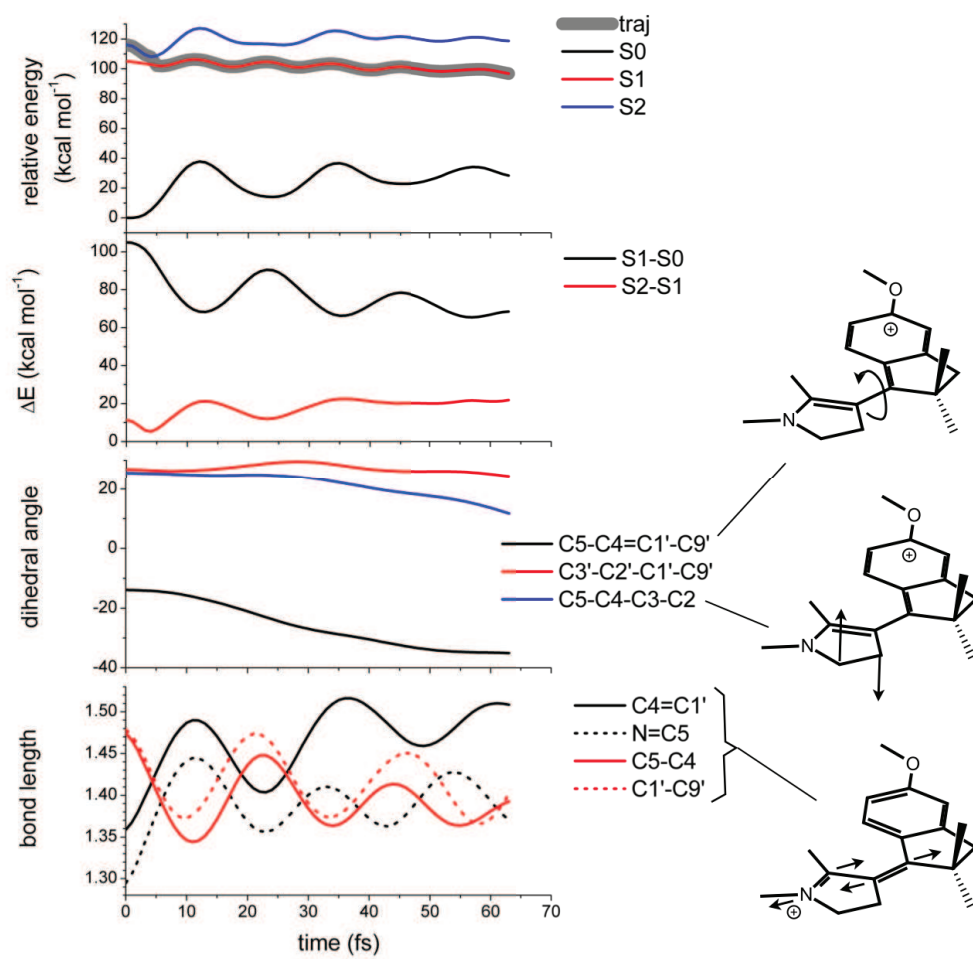 traj
S0
S1
S2
relative energy
(kcal mol⁻¹)
120
100
80
60
40
20
0
S1-S0
S2-S1
ΔE (kcal mol⁻¹)
100
80
60
40
20
0
dihedral angle
20
0
-20
-40
C5-C4=C1'-C9'
C3'-C2'-C1'-C9'
C5-C4-C3-C2
bond length
1.50
1.45
1.40
1.35
1.30
C4=C1'
N=C5
C5-C4
C1'-C9'
0 10 20 30 40 50 60 70
time (fs)
O
⊕
N
O
⊕
N
O
N
⊕